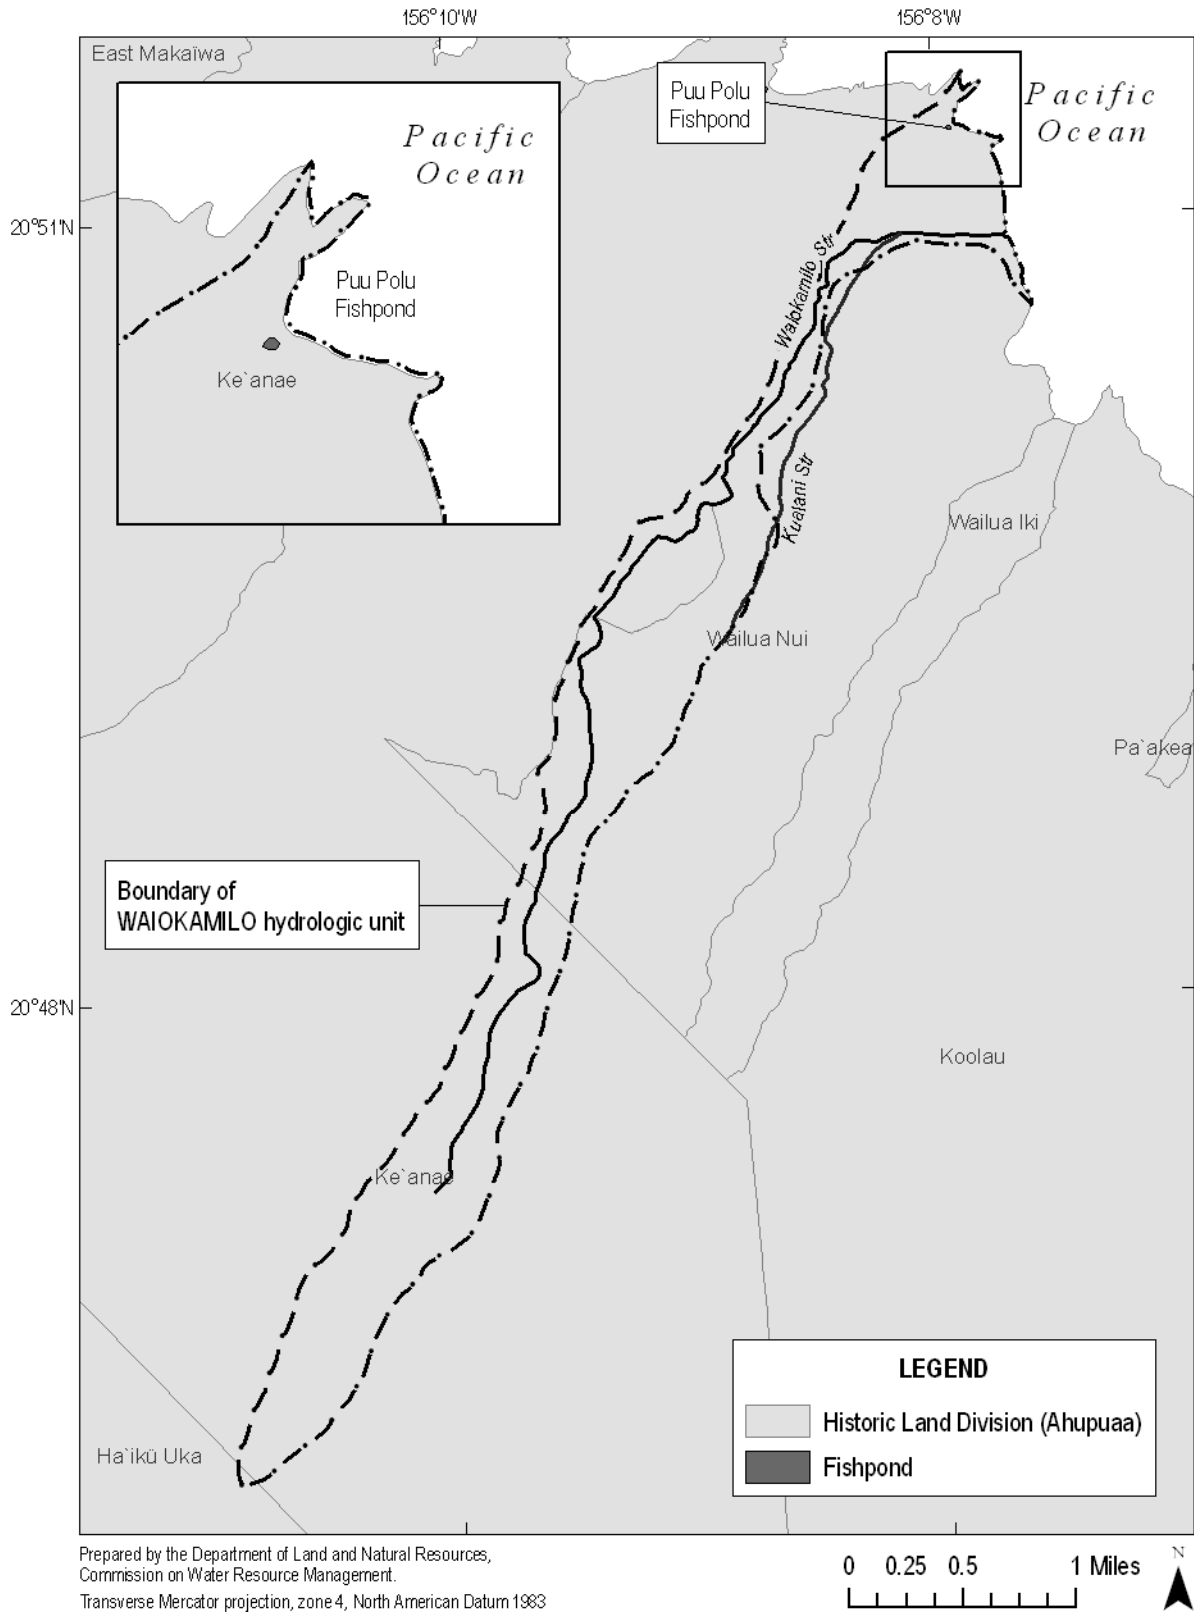 156°10'W
156°8'W
East Makaïwa
Puu Polu
Fishpond
Pacific
Ocean
Pacific
Ocean
20°51'N
Puu Polu
Fishpond
Waiokamilo Str
Ke`anae
Kualani Str
Wailua Iki
Wailua Nui
Pa`akea
Boundary of
WAIOKAMILO hydrologic unit
20°48'N
Koolau
Ke`anae
LEGEND
Historic Land Division (Ahupuaa)
Ha`ikü Uka
Fishpond
Prepared by the Department of Land and Natural Resources,
Commission on Water Resource Management.
Transverse Mercator projection, zone 4, North American Datum 1983
0 0.25 0.5 1 Miles
N